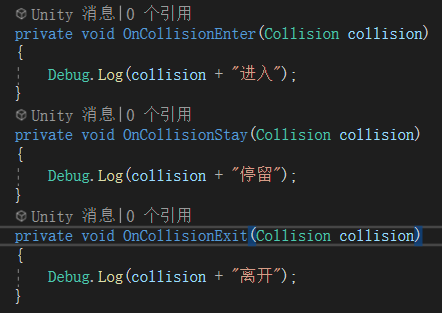 Unity 消息|0 个引用
private void OnCollisionEnter(Collision collision)
{
Debug.Log(collision + "进入");
}
Unity 消息|0 个引用
private void OnCollisionStay(Collision collision)
{
Debug.Log(collision + "停留");
}
Unity 消息|0 个引用
private void OnCollisionExit(Collision collision)
{
Debug.Log(collision + "离开");
}